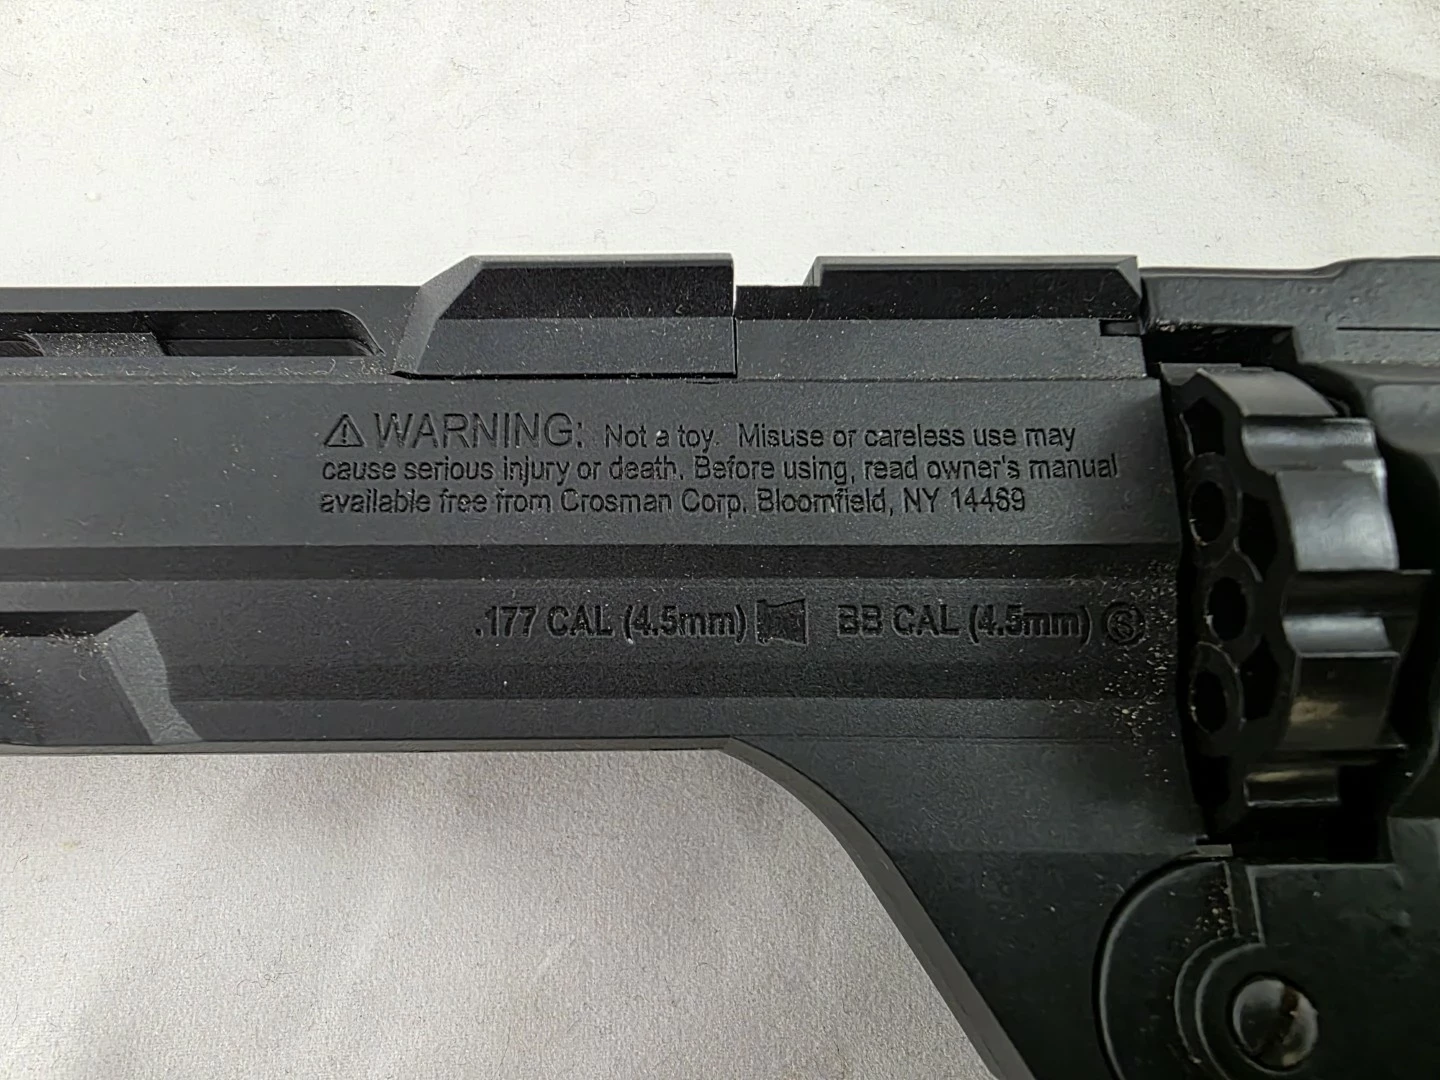 ⚠ WARNING: Not a toy. Misuse or careless use may
cause serious injury or death. Before using, read owner's manual
available free from Crosman Corp. Bloomfield, NY 14469
.177 CAL (4.5mm) BB CAL (4.5mm) S